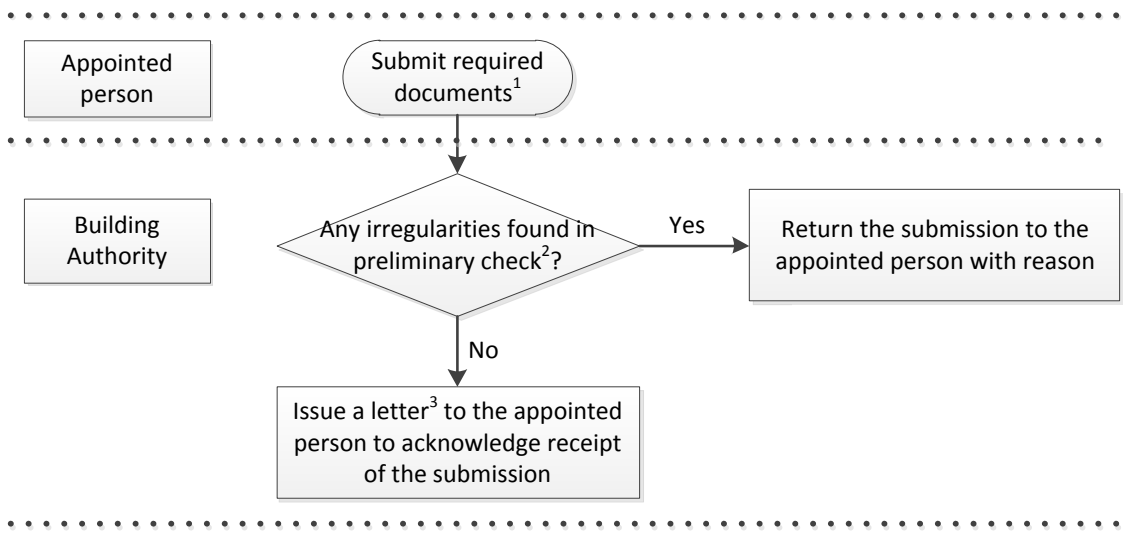 Appointed
person
Submit required
documents¹
Building
Authority
Any irregularities found in
preliminary check²?
Yes
Return the submission to the
appointed person with reason
No
Issue a letter³ to the appointed
person to acknowledge receipt
of the submission